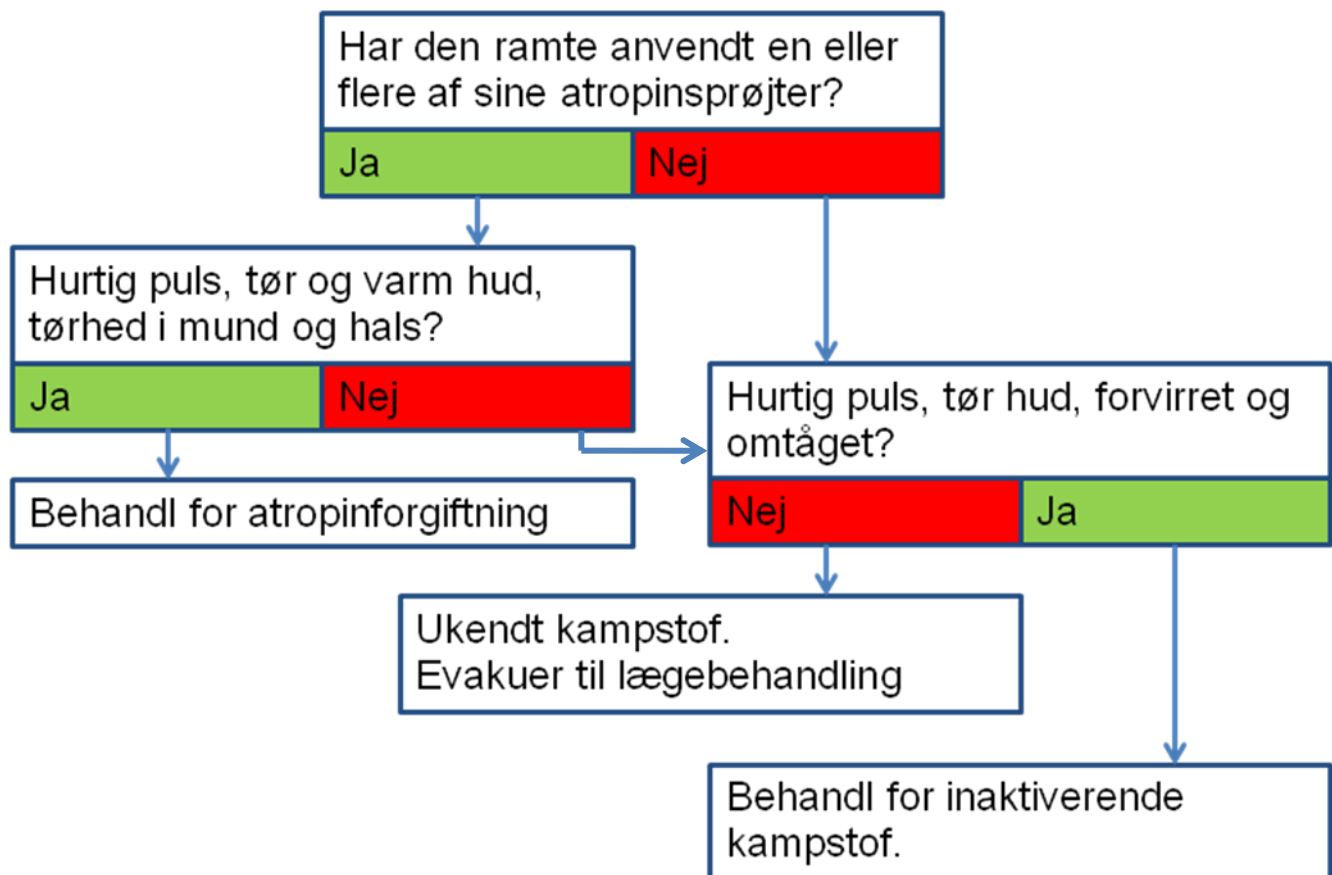 Har den ramte anvendt en eller
flere af sine atropinsprøjter?
Ja
Nej
Hurtig puls, tør og varm hud,
tørhed i mund og hals?
Ja
Nej
Behandl for atropinforgiftning
Hurtig puls, tør hud, forvirret og
omtåget?
Nej
Ja
Ukendt kampstof.
Evakuer til lægebehandling
Behandl for inaktiverende
kampstof.